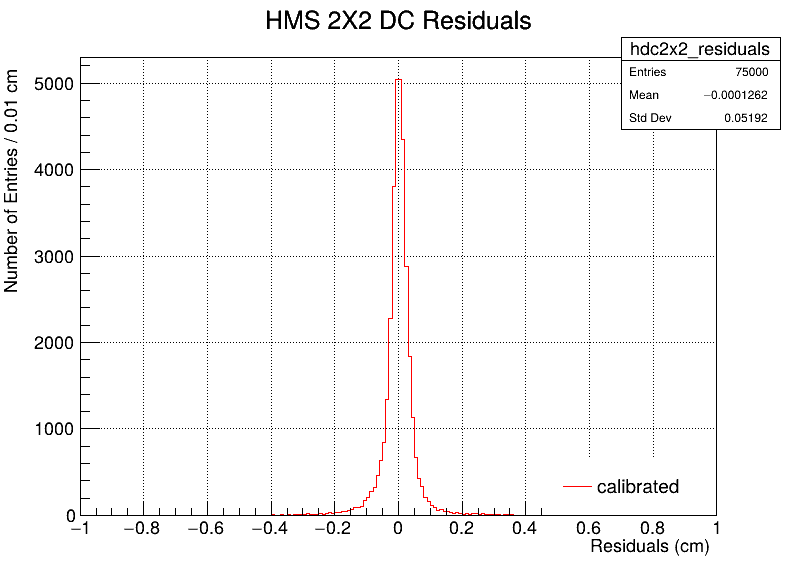 HMS 2X2 DC Residuals
hdc2x2_residuals
Entries 75000
Mean −0.0001262
Std Dev 0.05192
Number of Entries / 0.01 cm
5000
4000
3000
2000
1000
0
calibrated
−1 −0.8 −0.6 −0.4 −0.2 0 0.2 0.4 0.6 0.8 1
Residuals (cm)